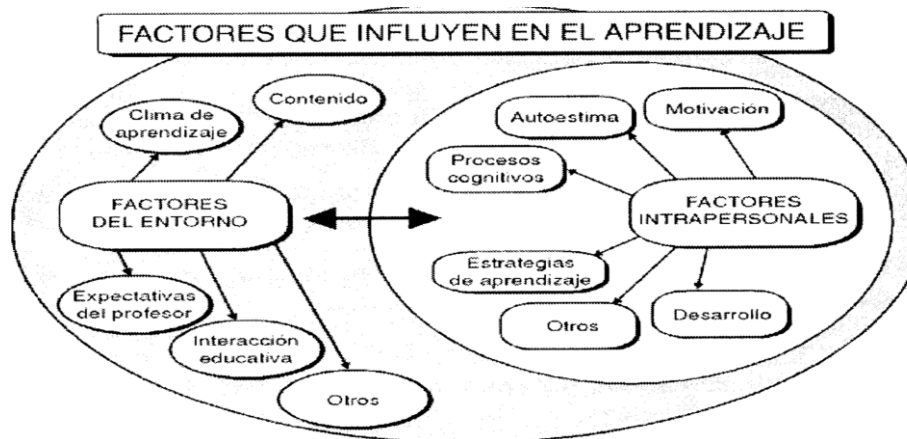 FACTORES QUE INFLUYEN EN EL APRENDIZAJE
Clima de
aprendizaje
Contenido
FACTORES
DEL ENTORNO
Expectativas
del profesor
Interacción
educativa
Otros
Autoestima
Motivación
Procesos
cognitivos
FACTORES
INTRAPERSONALES
Estrategias
de aprendizaje
Otros
Desarrollo